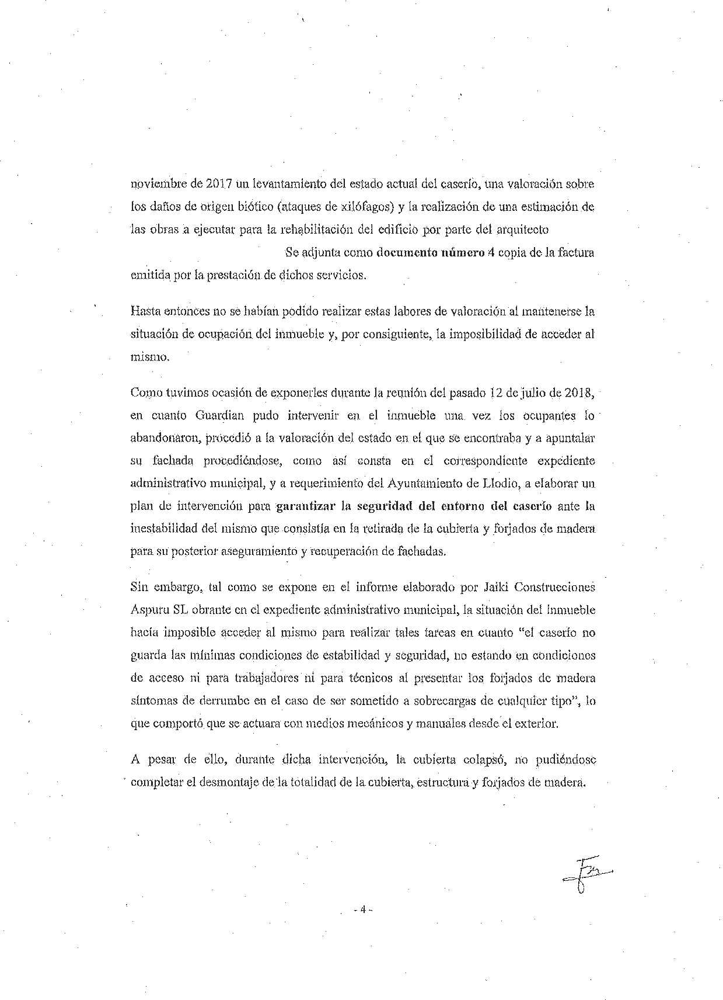 noviembre de 2017 un levantamiento del estado actual del caserío, una valoración sobre
los daños de origen biótico (ataques de xilófagos) y la realización de una estimación de
las obras a ejecutar para la rehabilitación del edificio por parte del arquitecto
Se adjunta como documento número 4 copia de la factura
emitida por la prestación de dichos servicios.
Hasta entonces no se habían podido realizar estas labores de valoración al mantenerse la
situación de ocupación del inmueble y, por consiguiente, la imposibilidad de acceder al
mismo.
Como tuvimos ocasión de exponerles durante la reunión del pasado 12 de julio de 2018,
en cuanto Guardian pudo intervenir en el inmueble una vez los ocupantes lo
abandonaron, procedió a la valoración del estado en el que se encontraba y a apuntalar
su fachada procediéndose, como así consta en el correspondiente expediente
administrativo municipal, y a requerimiento del Ayuntamiento de Llodio, a elaborar un
plan de intervención para garantizar la seguridad del entorno del caserío ante la
inestabilidad del mismo que consistía en la retirada de la cubierta y forjados de madera
para su posterior aseguramiento y recuperación de fachadas.
Sin embargo, tal como se expone en el informe elaborado por Jaiki Construcciones
Aspuru SL obrante en el expediente administrativo municipal, la situación del inmueble
hacía imposible acceder al mismo para realizar tales tareas en cuanto “el caserío no
guarda las mínimas condiciones de estabilidad y seguridad, no estando en condiciones
de acceso ni para trabajadores ni para técnicos al presentar los forjados de madera
síntomas de derrumbe en el caso de ser sometido a sobrecargas de cualquier tipo”, lo
que comportó que se actuara con medios mecánicos y manuales desde el exterior.
A pesar de ello, durante dicha intervención, la cubierta colapsó, no pudiéndose
completar el desmontaje de la totalidad de la cubierta, estructura y forjados de madera.
- 4 -